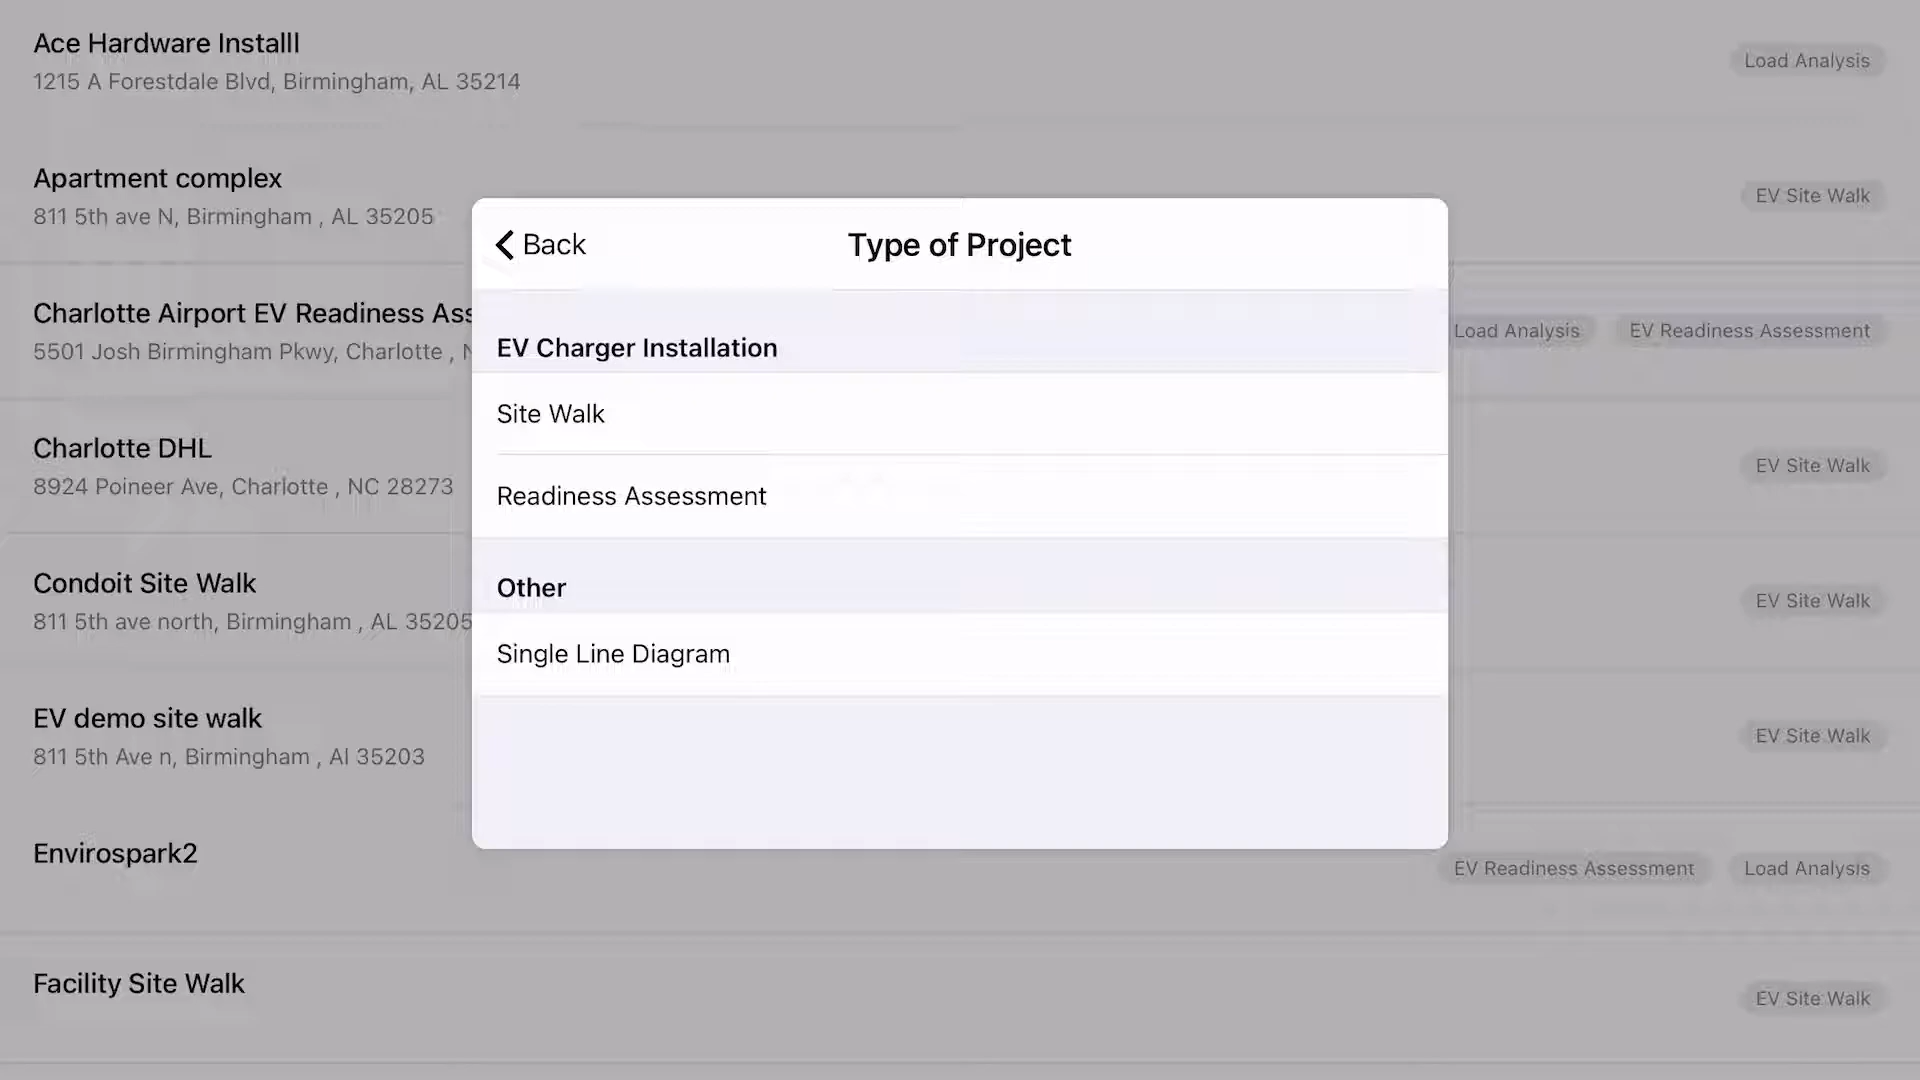 Ace Hardware Installl
1215 A Forestdale Blvd, Birmingham, AL 35214
Load Analysis
Apartment complex
811 5th ave N, Birmingham , AL 35205
EV Site Walk
Charlotte Airport EV Readiness Ass
5501 Josh Birmingham Pkwy, Charlotte , N
Load Analysis
EV Readiness Assessment
Charlotte DHL
8924 Poineer Ave, Charlotte , NC 28273
EV Site Walk
Condoit Site Walk
811 5th ave north, Birmingham , AL 35205
EV Site Walk
EV demo site walk
811 5th Ave n, Birmingham , Al 35203
EV Site Walk
Envirospark2
EV Readiness Assessment
Load Analysis
Facility Site Walk
EV Site Walk
Back
Type of Project
EV Charger Installation
Site Walk
Readiness Assessment
Other
Single Line Diagram